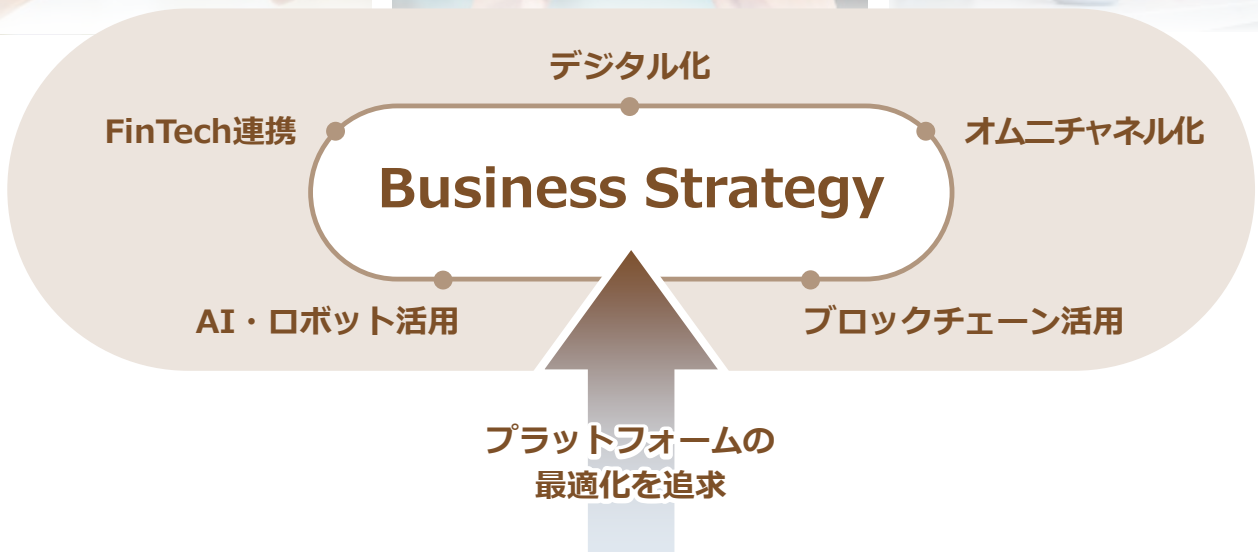 デジタル化
FinTech連携
オムニチャネル化
Business Strategy
AI・ロボット活用
ブロックチェーン活用
プラットフォームの
最適化を追求